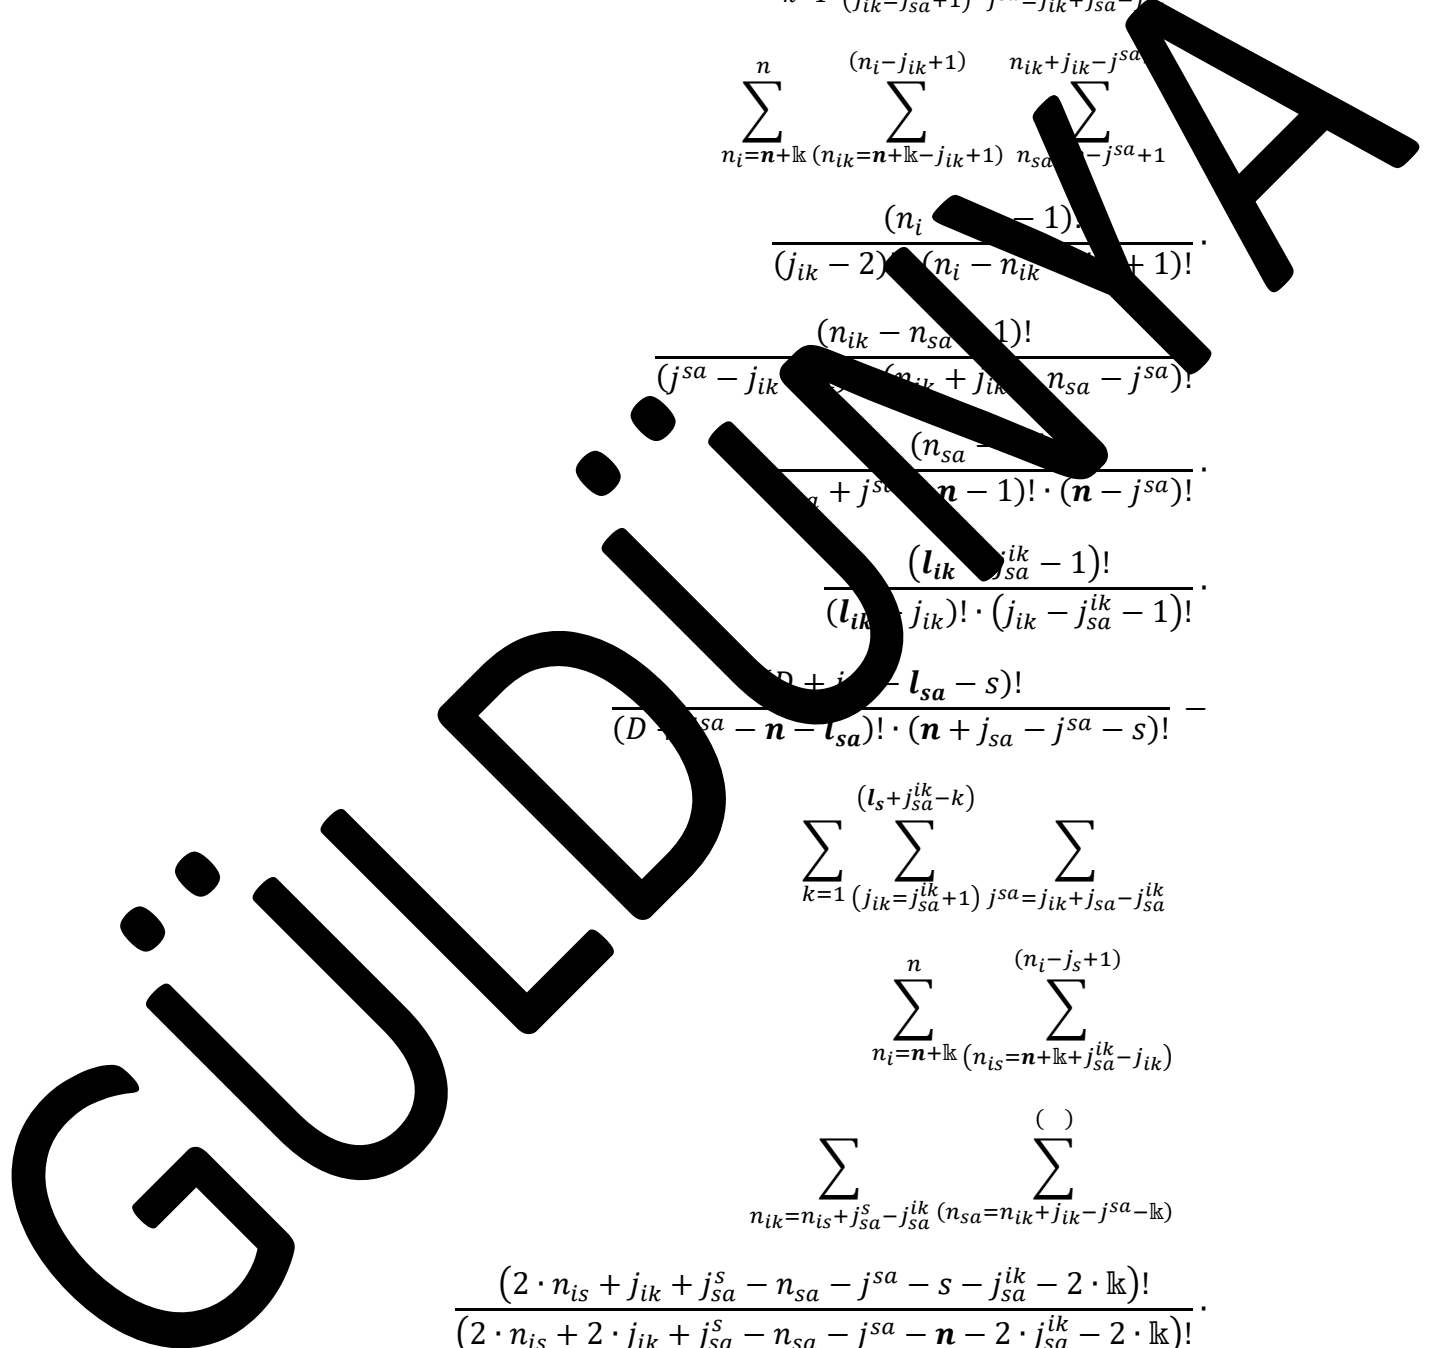 n (n_i−j_ik+1) n_ik+j_ik−j^sa
∑ ∑ ∑
n_i=n+𝕜 (n_ik=n+𝕜−j_ik+1) n_sa −j^sa+1
(n_i − 1)!
(j_ik − 2)! (n_i − n_ik + 1)! ·
(n_ik − n_sa 1)!
(j^sa − j_ik (n_ik + j_ik n_sa − j^sa)!
(n_sa −
+ j^sa n − 1)! · (n − j^sa)! ·
(l_ik j_sa^ik − 1)!
(l_ik j_ik)! · (j_ik − j_sa^ik − 1)! ·
(D + − l_sa − s)!
(D sa − n − l_sa)! · (n + j_sa − j^sa − s)! −
(l_s+j_sa^ik−k)
∑ ∑ ∑
k=1 (j_ik=j_sa^ik+1) j^sa=j_ik+j_sa−j_sa^ik
n (n_i−j_s+1)
∑ ∑
n_i=n+𝕜 (n_is=n+𝕜+j_sa^ik−j_ik)
( )
∑ ∑
n_ik=n_is+j_sa^s−j_sa^ik (n_sa=n_ik+j_ik−j^sa−𝕜)
(2 · n_is + j_ik + j_sa^s − n_sa − j^sa − s − j_sa^ik − 2 · 𝕜)!
(2 · n_is + 2 · j_ik + j_sa^s − n_sa − j^sa − n − 2 · j_sa^ik − 2 · 𝕜)! ·
GÜLDÜNYA